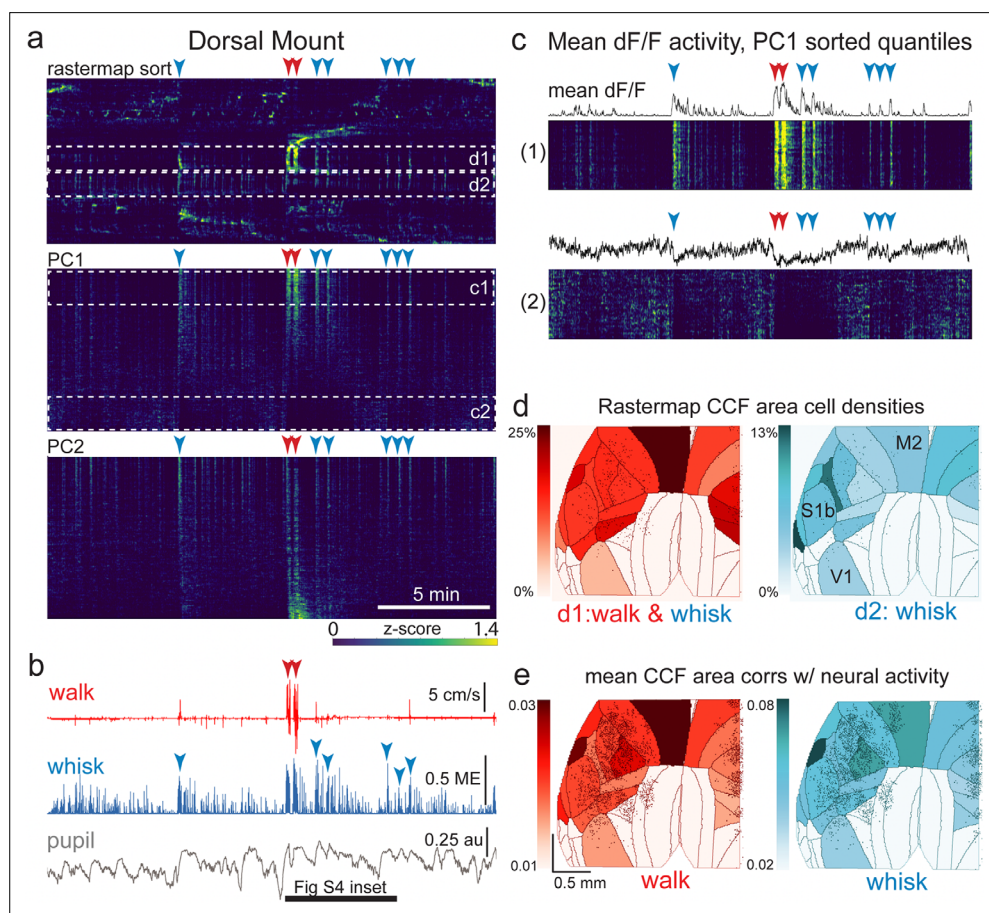 a
Dorsal Mount
rastermap sort
d1
d2
PC1
c1
c2
PC2
5 min
0
z-score
1.4
b
walk
5 cm/s
whisk
0.5 ME
pupil
0.25 au
Fig S4 inset
c
Mean dF/F activity, PC1 sorted quantiles
mean dF/F
(1)
(2)
d
Rastermap CCF area cell densities
25%
0%
d1:walk & whisk
13%
0%
M2
S1b
V1
d2: whisk
e
mean CCF area corrs w/ neural activity
0.03
0.01
0.5 mm
walk
0.08
0.02
whisk